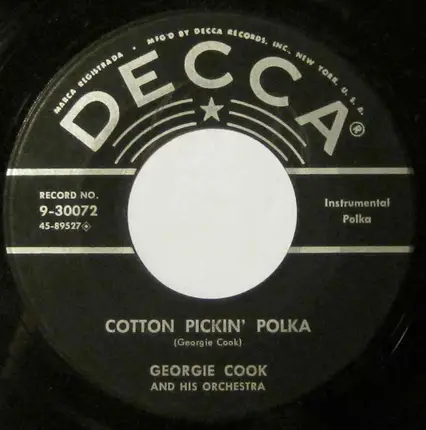 MARCA REGISTRADA • MFG'D BY DECCA RECORDS, INC., NEW YORK, U. S. A.
DECCA®
RECORD NO.
9-30072
45-89527
Instrumental
Polka
COTTON PICKIN' POLKA
(Georgie Cook)
GEORGIE COOK
AND HIS ORCHESTRA